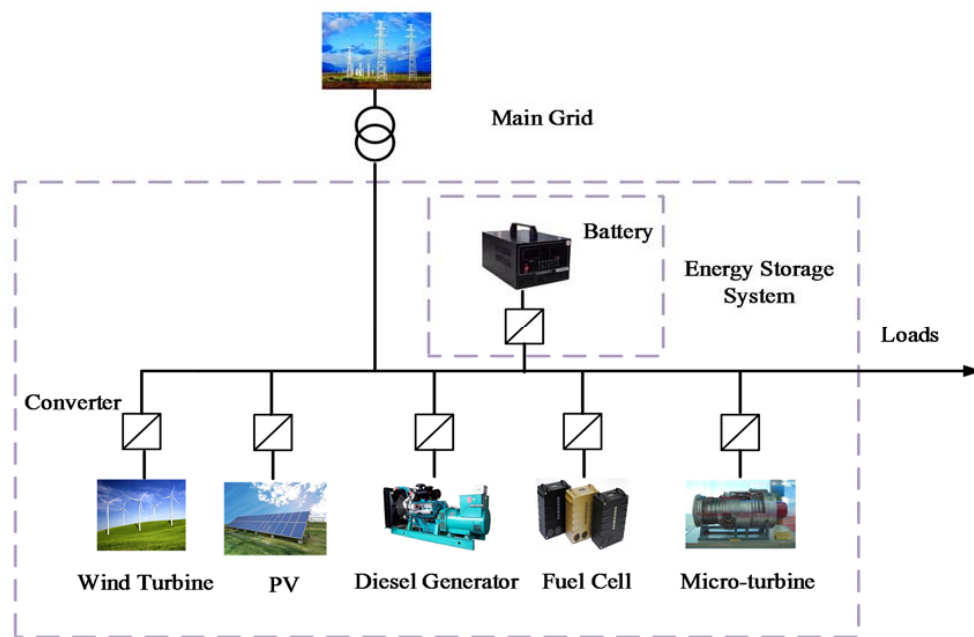 Main Grid
Battery
Energy Storage
System
Loads
Converter
Wind Turbine
PV
Diesel Generator
Fuel Cell
Micro-turbine